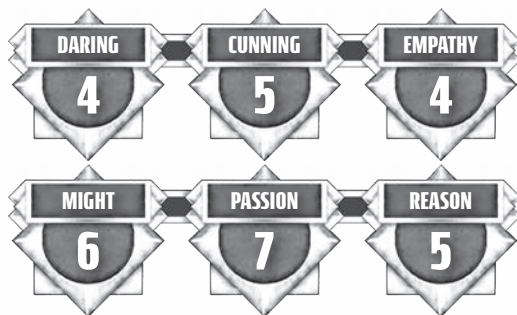 DARING CUNNING EMPATHY
4 5 4
MIGHT PASSION REASON
6 7 5